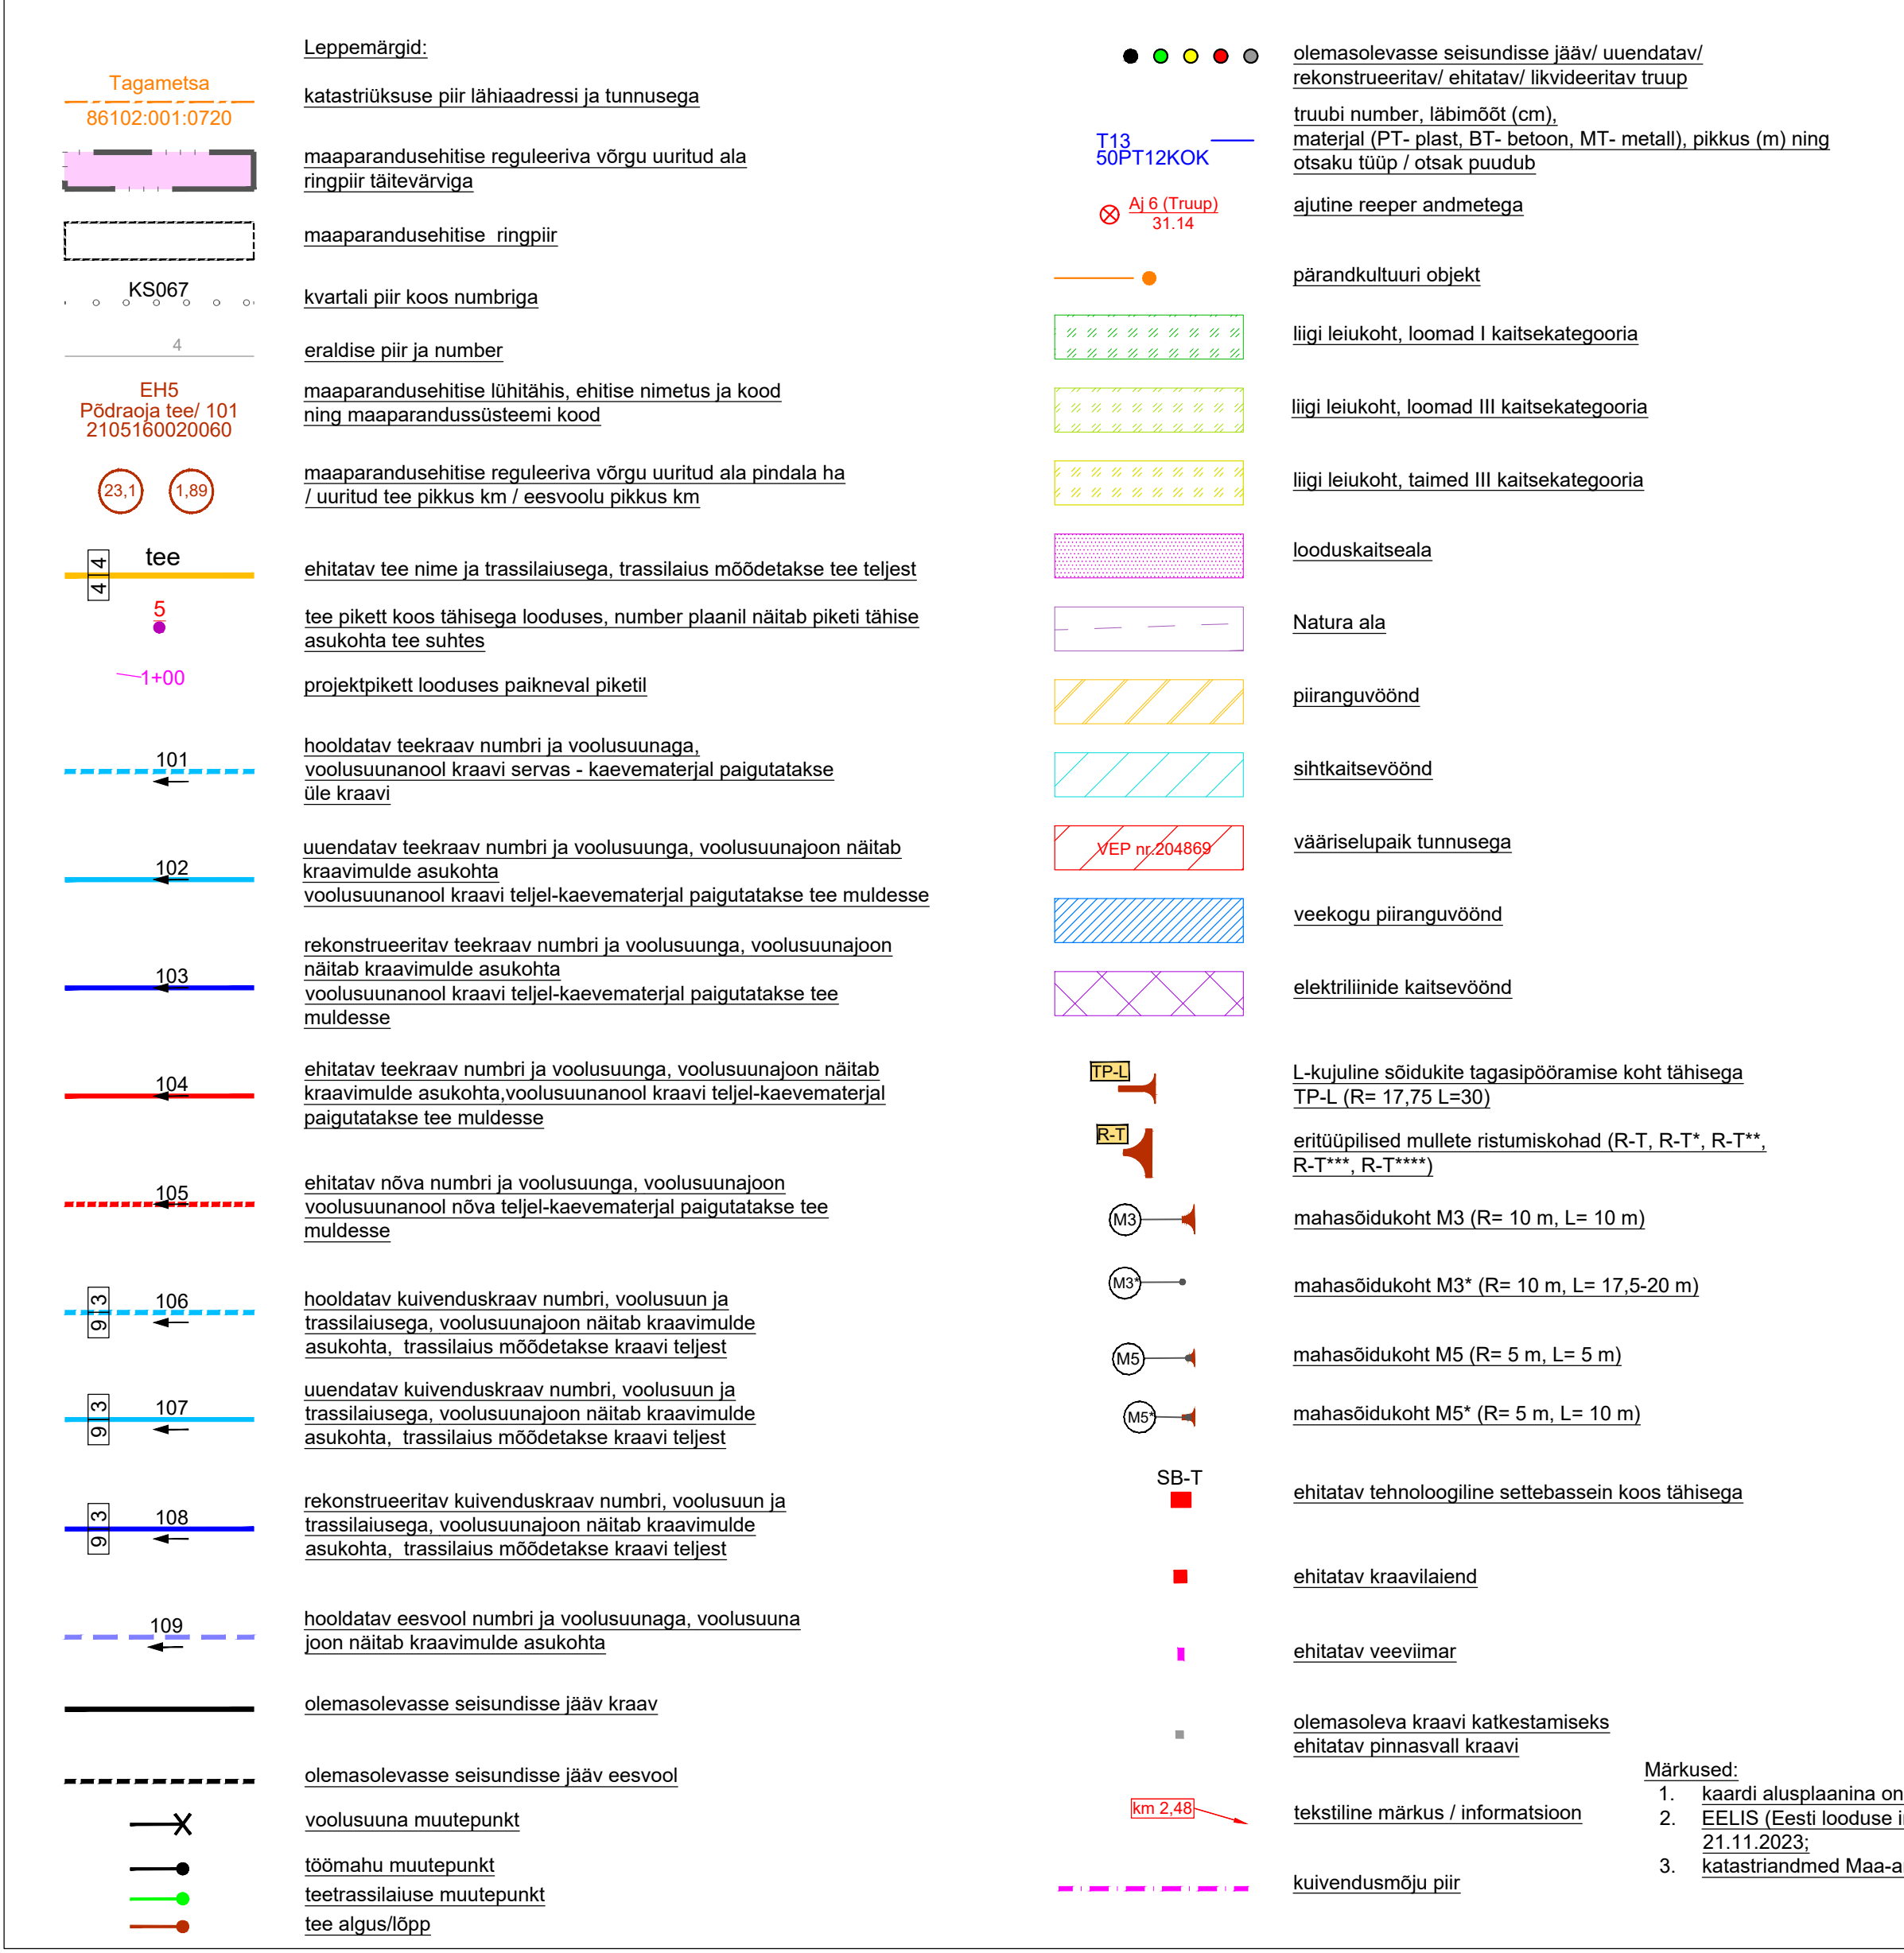 Leppemärgid:
Tagametsa
86102:001:0720
katastriüksuse piir lähiaadressi ja tunnusega
maaparandusehitise reguleeriva võrgu uuritud ala
ringpiir täitevärviga
maaparandusehitise  ringpiir
KS067
kvartali piir koos numbriga
4
eraldise piir ja number
EH5
Põdraoja tee/ 101
2105160020060
maaparandusehitise lühitähis, ehitise nimetus ja kood
ning maaparandussüsteemi kood
23,1
1,89
maaparandusehitise reguleeriva võrgu uuritud ala pindala ha
/ uuritud tee pikkus km / eesvoolu pikkus km
4 4
tee
ehitatav tee nime ja trassilaiusega, trassilaius mõõdetakse tee teljest
5
tee pikett koos tähisega looduses, number plaanil näitab piketi tähise
asukohta tee suhtes
1+00
projektpikett looduses paikneval piketil
101
hooldatav teekraav numbri ja voolusuunaga,
voolusuunanool kraavi servas - kaevematerjal paigutatakse
üle kraavi
102
uuendatav teekraav numbri ja voolusuunga, voolusuunajoon näitab
kraavimulde asukohta
voolusuunanool kraavi teljel-kaevematerjal paigutatakse tee muldesse
103
rekonstrueeritav teekraav numbri ja voolusuunga, voolusuunajoon
näitab kraavimulde asukohta
voolusuunanool kraavi teljel-kaevematerjal paigutatakse tee
muldesse
104
ehitatav teekraav numbri ja voolusuunga, voolusuunajoon näitab
kraavimulde asukohta,voolusuunanool kraavi teljel-kaevematerjal
paigutatakse tee muldesse
105
ehitatav nõva numbri ja voolusuunga, voolusuunajoon
voolusuunanool nõva teljel-kaevematerjal paigutatakse tee
muldesse
9 3
106
hooldatav kuivenduskraav numbri, voolusuun ja
trassilaiusega, voolusuunajoon näitab kraavimulde
asukohta,  trassilaius mõõdetakse kraavi teljest
9 3
107
uuendatav kuivenduskraav numbri, voolusuun ja
trassilaiusega, voolusuunajoon näitab kraavimulde
asukohta,  trassilaius mõõdetakse kraavi teljest
9 3
108
rekonstrueeritav kuivenduskraav numbri, voolusuun ja
trassilaiusega, voolusuunajoon näitab kraavimulde
asukohta,  trassilaius mõõdetakse kraavi teljest
109
hooldatav eesvool numbri ja voolusuunaga, voolusuuna
joon näitab kraavimulde asukohta
olemasolevasse seisundisse jääv kraav
olemasolevasse seisundisse jääv eesvool
voolusuuna muutepunkt
töömahu muutepunkt
teetrassilaiuse muutepunkt
tee algus/lõpp
olemasolevasse seisundisse jääv/ uuendatav/
rekonstrueeritav/ ehitatav/ likvideeritav truup
T13
50PT12KOK
truubi number, läbimõõt (cm),
materjal (PT- plast, BT- betoon, MT- metall), pikkus (m) ning
otsaku tüüp / otsak puudub
Aj 6 (Truup)
31.14
ajutine reeper andmetega
pärandkultuuri objekt
liigi leiukoht, loomad I kaitsekategooria
liigi leiukoht, loomad III kaitsekategooria
liigi leiukoht, taimed III kaitsekategooria
looduskaitseala
Natura ala
piiranguvöönd
sihtkaitsevöönd
VEP nr.204869
vääriselupaik tunnusega
veekogu piiranguvöönd
elektriliinide kaitsevöönd
TP-L
L-kujuline sõidukite tagasipööramise koht tähisega
TP-L (R= 17,75 L=30)
R-T
eritüüpilised mullete ristumiskohad (R-T, R-T*, R-T**,
R-T***, R-T****)
M3
mahasõidukoht M3 (R= 10 m, L= 10 m)
M3*
mahasõidukoht M3* (R= 10 m, L= 17,5-20 m)
M5
mahasõidukoht M5 (R= 5 m, L= 5 m)
M5*
mahasõidukoht M5* (R= 5 m, L= 10 m)
SB-T
ehitatav tehnoloogiline settebassein koos tähisega
ehitatav kraavilaiend
ehitatav veeviimar
olemasoleva kraavi katkestamiseks
ehitatav pinnasvall kraavi
km 2,48
tekstiline märkus / informatsioon
kuivendusmõju piir
Märkused:
1. kaardi alusplaanina on
2. EELIS (Eesti looduse
21.11.2023;
3. katastriandmed